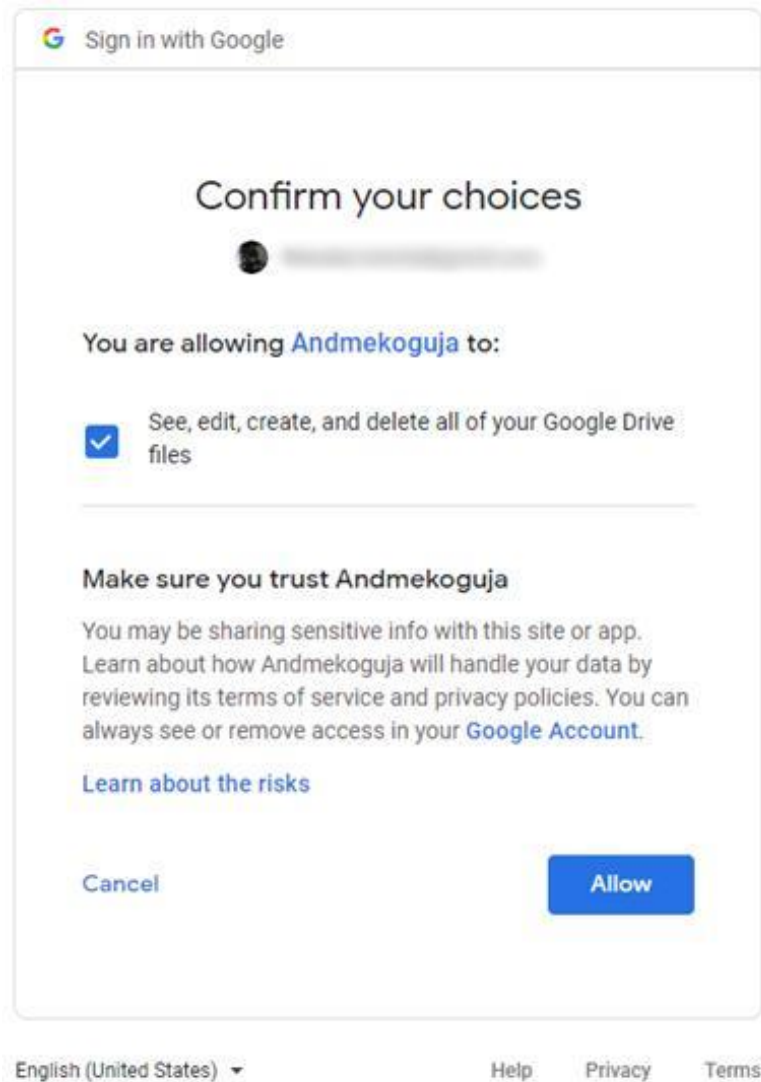 Sign in with Google
Confirm your choices
You are allowing Andmekoguja to:
See, edit, create, and delete all of your Google Drive
files
Make sure you trust Andmekoguja
You may be sharing sensitive info with this site or app.
Learn about how Andmekoguja will handle your data by
reviewing its terms of service and privacy policies. You can
always see or remove access in your Google Account.
Learn about the risks
Cancel
Allow
English (United States)
Help
Privacy
Terms